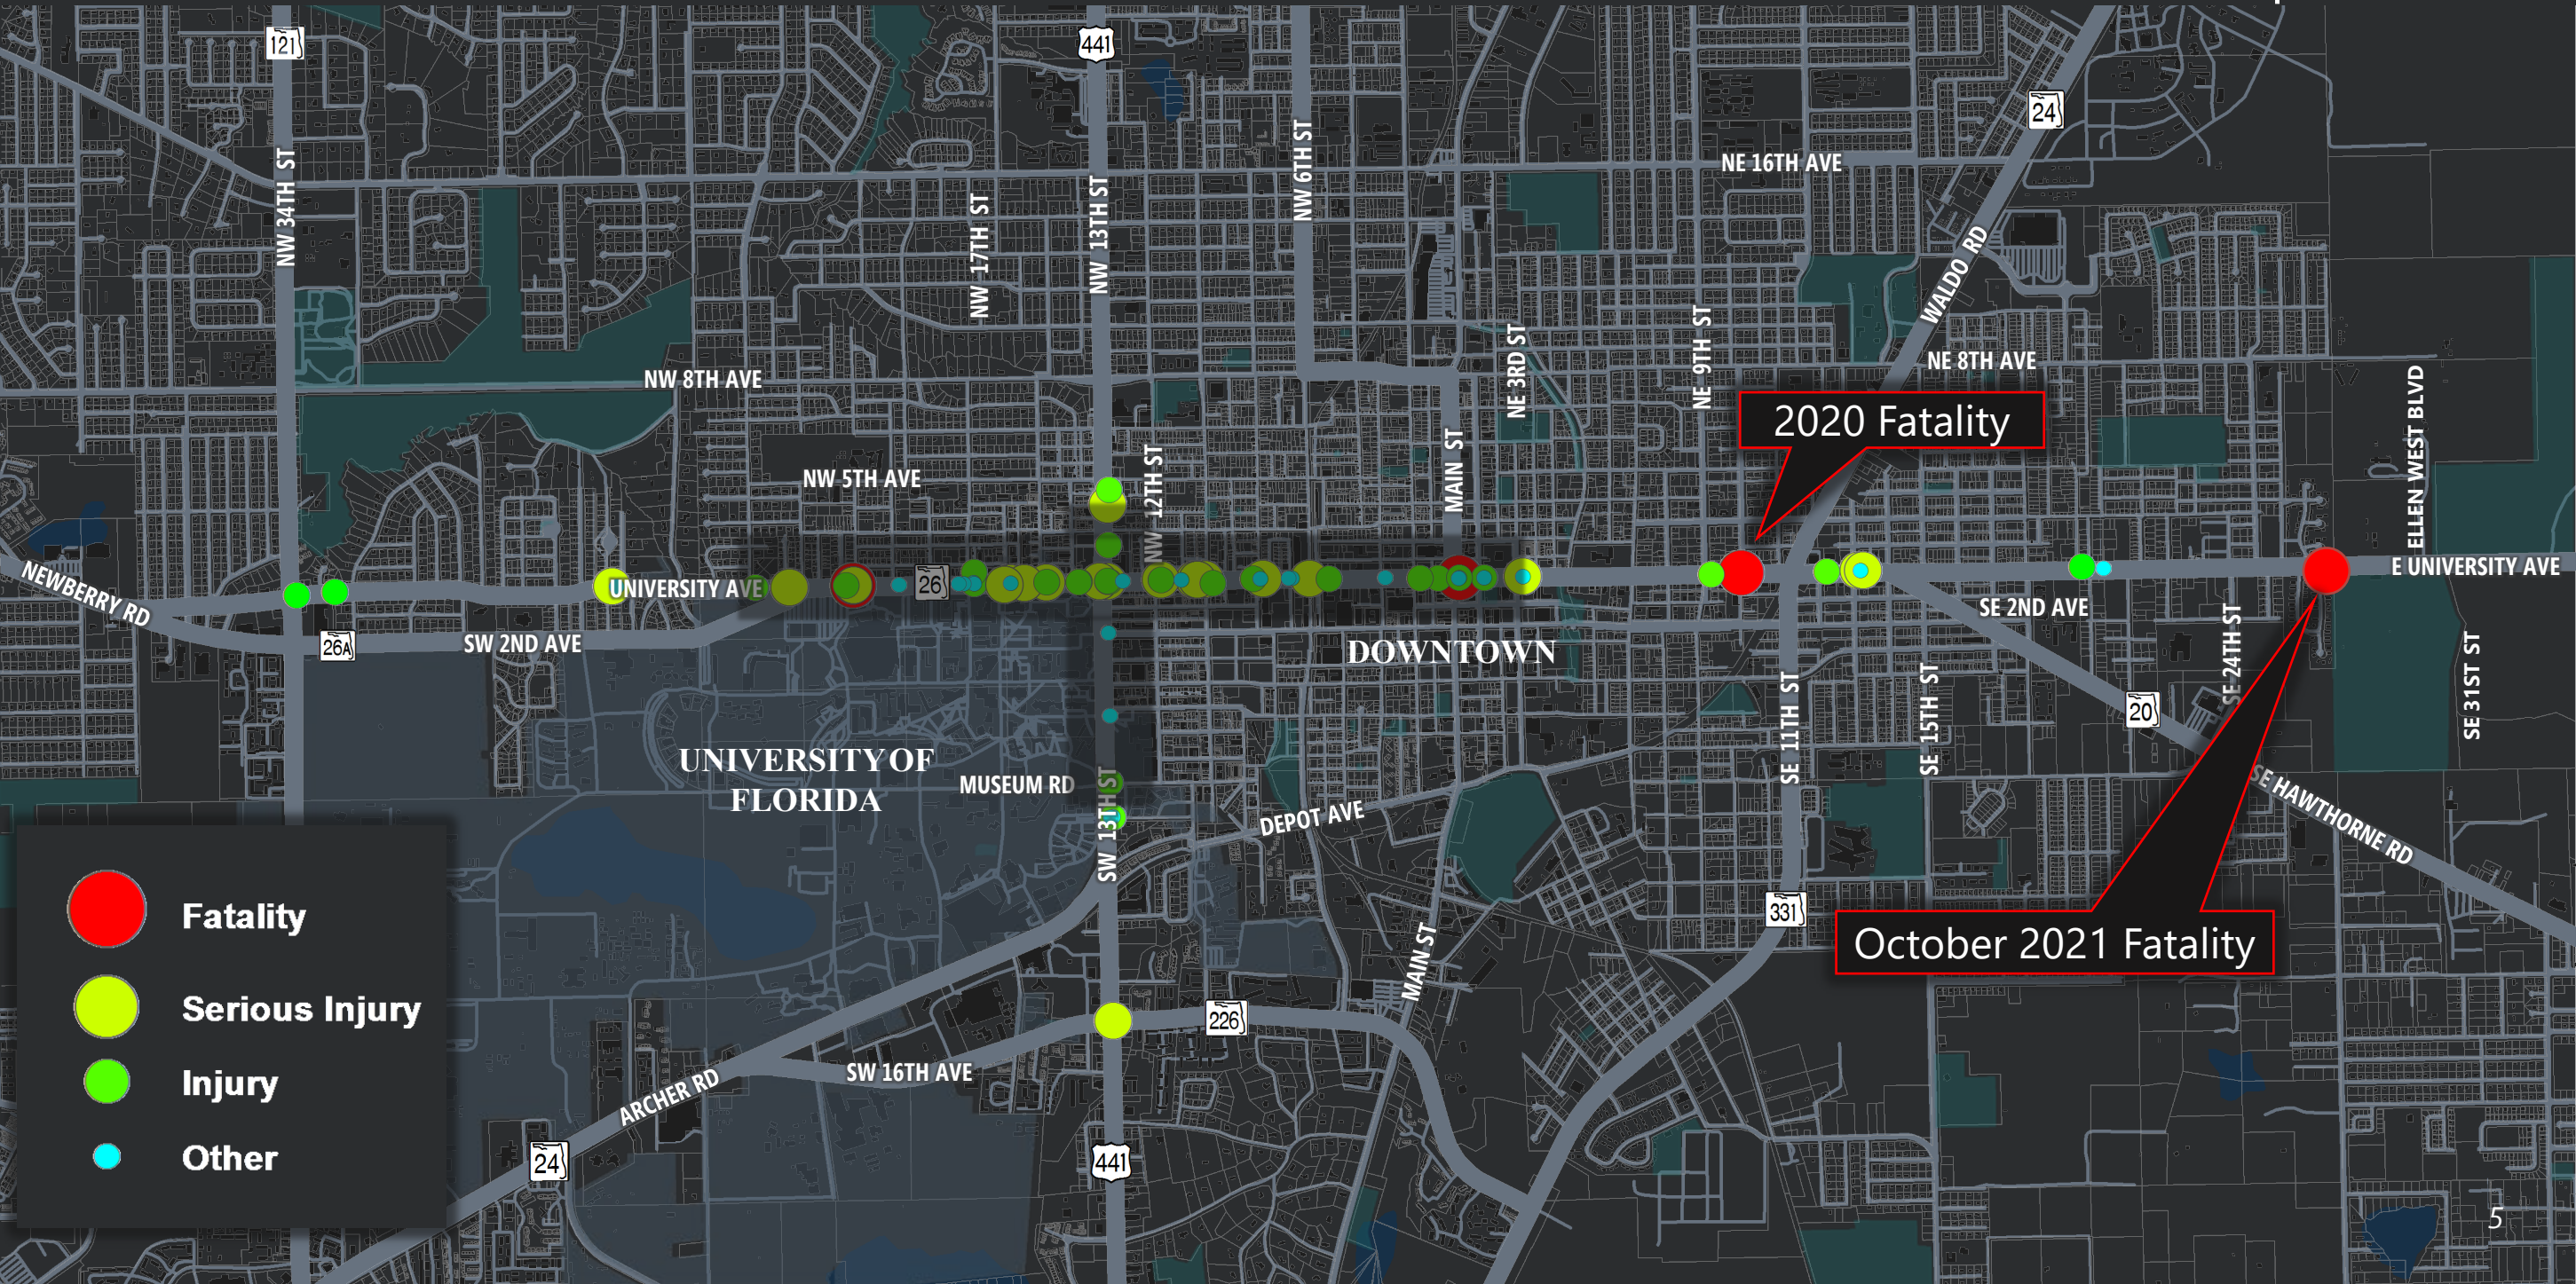 121
441
24
NW 34TH ST
NW 17TH ST
NW 13TH ST
NW 6TH ST
NE 16TH AVE
WALDO RD
NW 8TH AVE
NE 3RD ST
NE 9TH ST
NE 8TH AVE
2020 Fatality
ELLEN WEST BLVD
NW 5TH AVE
NW 12TH ST
MAIN ST
NEWBERRY RD
UNIVERSITY AVE
26
E UNIVERSITY AVE
26A
SW 2ND AVE
DOWNTOWN
SE 2ND AVE
SE 24TH ST
SE 31ST ST
20
SE 11TH ST
SE 15TH ST
UNIVERSITY OF
FLORIDA
MUSEUM RD
SW 13TH ST
DEPOT AVE
SE HAWTHORNE RD
331
October 2021 Fatality
MAIN ST
226
SW 16TH AVE
ARCHER RD
24
441
Fatality
Serious Injury
Injury
Other
5